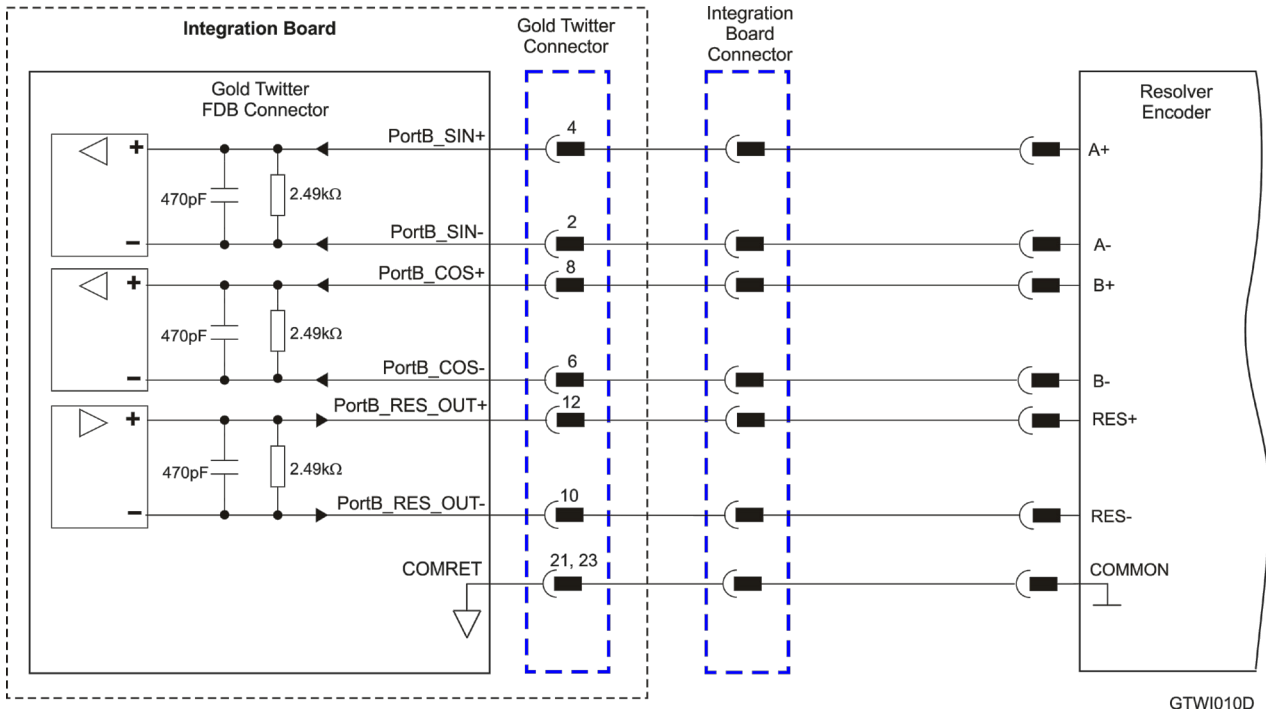 Integration Board
Gold Twitter
Connector
Integration
Board
Connector
Gold Twitter
FDB Connector
Resolver
Encoder
PortB_SIN+
4
A+
+
470pF
2.49kΩ
PortB_SIN-
2
A-
-
PortB_COS+
8
B+
+
470pF
2.49kΩ
PortB_COS-
6
B-
-
PortB_RES_OUT+
12
RES+
+
470pF
2.49kΩ
PortB_RES_OUT-
10
RES-
-
COMRET
21, 23
COMMON
GTWI010D